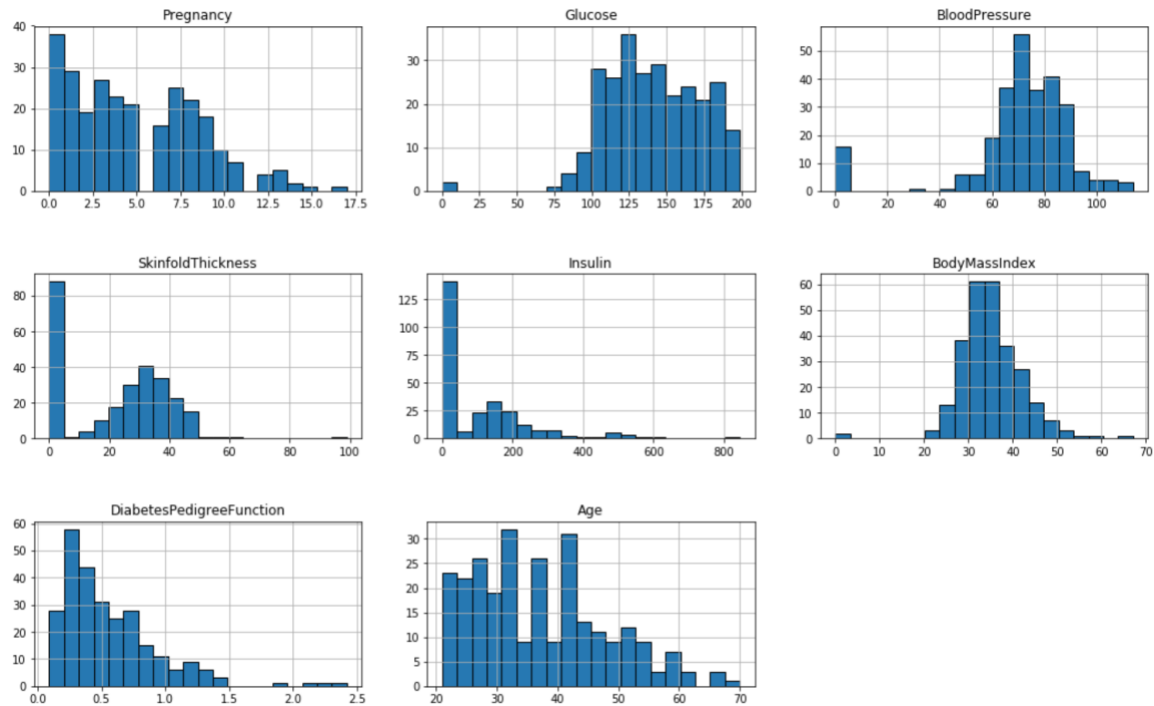 Pregnancy
40
30
20
10
0
0.0 2.5 5.0 7.5 10.0 12.5 15.0 17.5
Glucose
30
20
10
0
0 25 50 75 100 125 150 175 200
BloodPressure
50
40
30
20
10
0
0 20 40 60 80 100
SkinfoldThickness
80
60
40
20
0
0 20 40 60 80 100
Insulin
125
100
75
50
25
0
0 200 400 600 800
BodyMassIndex
60
50
40
30
20
10
0
0 10 20 30 40 50 60 70
DiabetesPedigreeFunction
60
50
40
30
20
10
0
0.0 0.5 1.0 1.5 2.0 2.5
Age
30
25
20
15
10
5
0
20 30 40 50 60 70